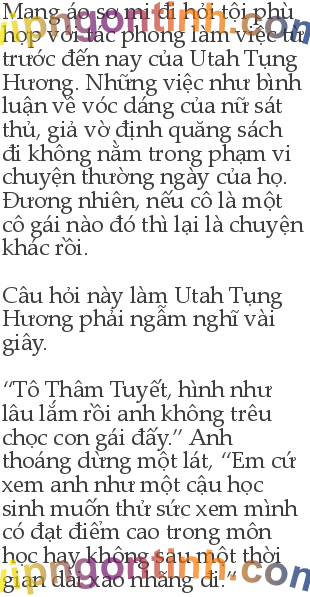 Mang áo sơ mi đi hỏi tội phù
hợp với tác phong làm việc từ
trước đến nay của Utah Tụng
Hương. Những việc như bình
luận về vóc dáng của nữ sát
thủ, giả vờ định quăng sách
đi không nằm trong phạm vi
chuyện thường ngày của họ.
Đương nhiên, nếu cô là một
cô gái nào đó thì lại là chuyện
khác rồi.
Câu hỏi này làm Utah Tụng
Hương phải ngẫm nghĩ vài
giây.
“Tô Thâm Tuyết, hình như
lâu lắm rồi anh không trêu
chọc con gái đấy.” Anh
thoáng dừng một lát, “Em cứ
xem anh như một cậu học
sinh muốn thử sức xem mình
có đạt điểm cao trong môn
học hay không sau một thời
gian dài xao nhãng đi.”
vipngontinh.com
vipngontinh.com